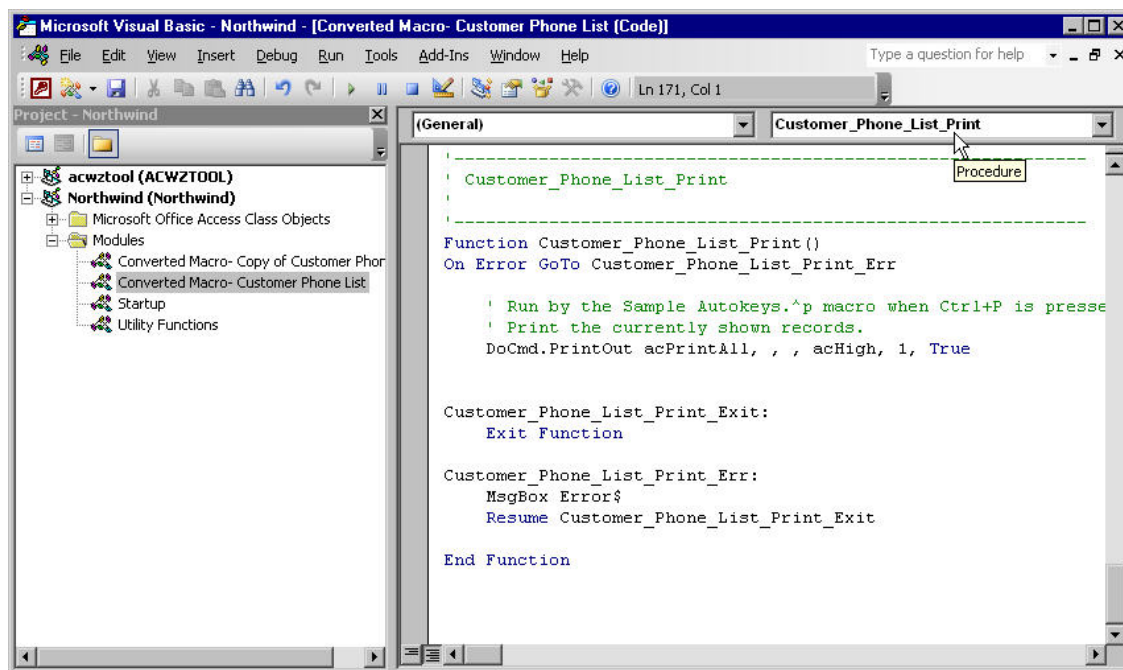 Microsoft Visual Basic - Northwind - [Converted Macro- Customer Phone List (Code)]
File Edit View Insert Debug Run Tools Add-Ins Window Help Type a question for help
Ln 171, Col 1
Project - Northwind
(General) Customer_Phone_List_Print
Procedure
acwztool (ACWZTOOL)
Northwind (Northwind)
Microsoft Office Access Class Objects
Modules
Converted Macro- Copy of Customer Phor
Converted Macro- Customer Phone List
Startup
Utility Functions
'------------------------------------------------------------
' Customer_Phone_List_Print
'
'------------------------------------------------------------
Function Customer_Phone_List_Print()
On Error GoTo Customer_Phone_List_Print_Err
' Run by the Sample Autokeys.^p macro when Ctrl+P is presse
' Print the currently shown records.
DoCmd.PrintOut acPrintAll, , , acHigh, 1, True
Customer_Phone_List_Print_Exit:
Exit Function
Customer_Phone_List_Print_Err:
MsgBox Error$
Resume Customer_Phone_List_Print_Exit
End Function